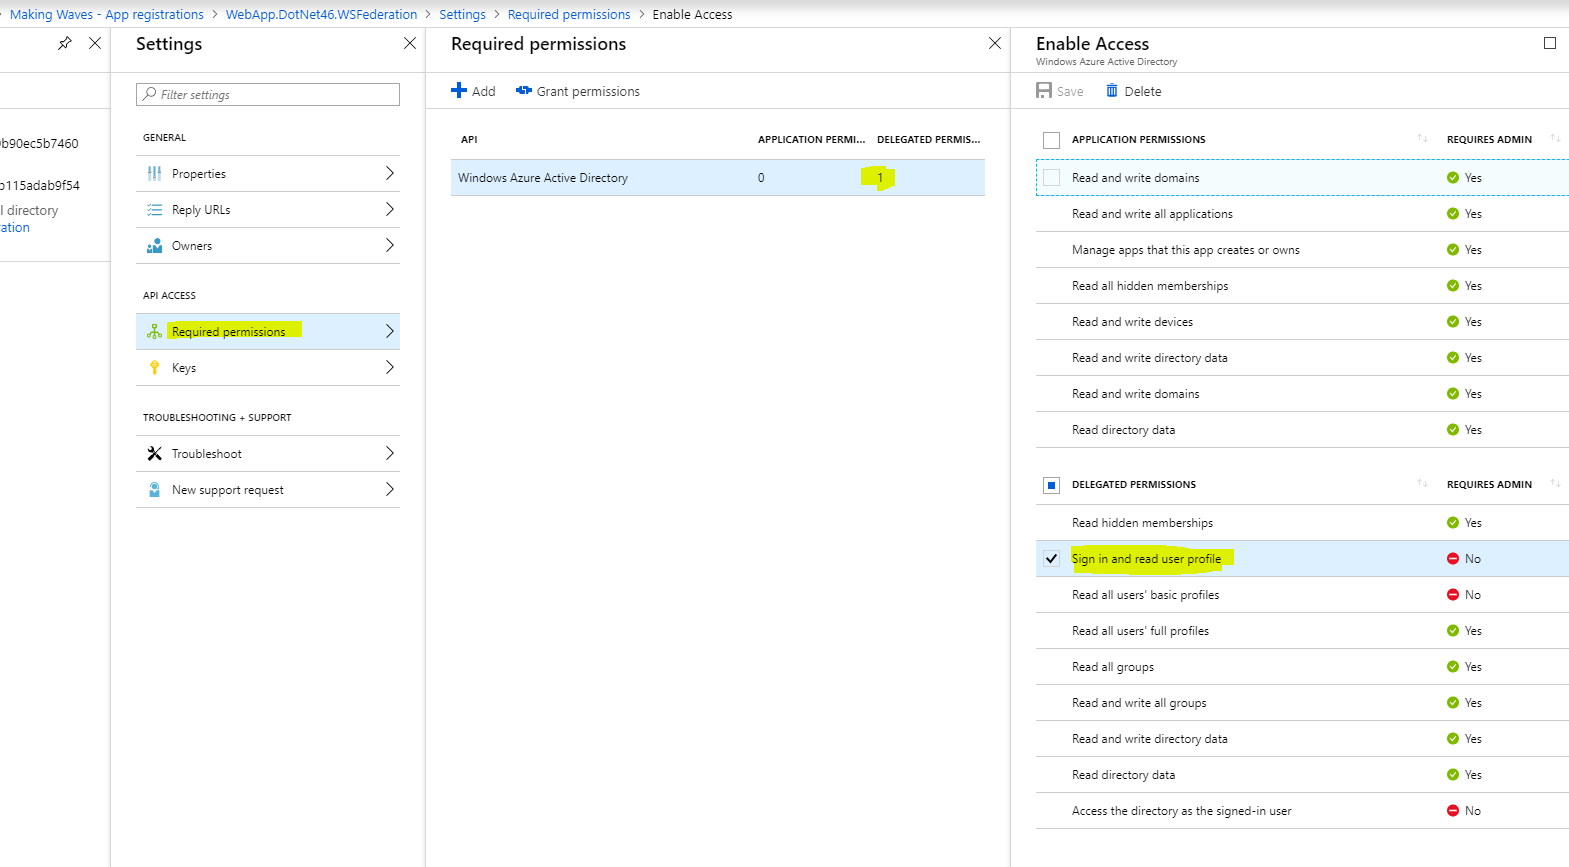 Making Waves - App registrations > WebApp.DotNet46.WSFederation > Settings > Required permissions > Enable Access
b90ec5b7460
b115adab9f54
l directory
ation
Settings
Filter settings
GENERAL
Properties
Reply URLs
Owners
API ACCESS
Required permissions
Keys
TROUBLESHOOTING + SUPPORT
Troubleshoot
New support request
Required permissions
Add Grant permissions
API APPLICATION PERMI... DELEGATED PERMIS...
Windows Azure Active Directory 0 1
Enable Access
Windows Azure Active Directory
Save Delete
APPLICATION PERMISSIONS REQUIRES ADMIN
Read and write domains Yes
Read and write all applications Yes
Manage apps that this app creates or owns Yes
Read all hidden memberships Yes
Read and write devices Yes
Read and write directory data Yes
Read and write domains Yes
Read directory data Yes
DELEGATED PERMISSIONS REQUIRES ADMIN
Read hidden memberships Yes
Sign in and read user profile No
Read all users' basic profiles No
Read all users' full profiles Yes
Read all groups Yes
Read and write all groups Yes
Read and write directory data Yes
Read directory data Yes
Access the directory as the signed-in user No